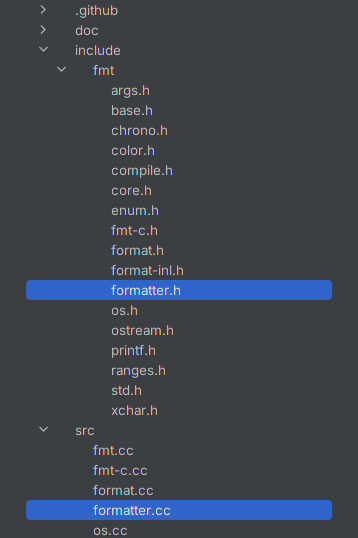 .github
doc
include
fmt
args.h
base.h
chrono.h
color.h
compile.h
core.h
enum.h
fmt-c.h
format.h
format-inl.h
formatter.h
os.h
ostream.h
printf.h
ranges.h
std.h
xchar.h
src
fmt.cc
fmt-c.cc
format.cc
formatter.cc
os.cc